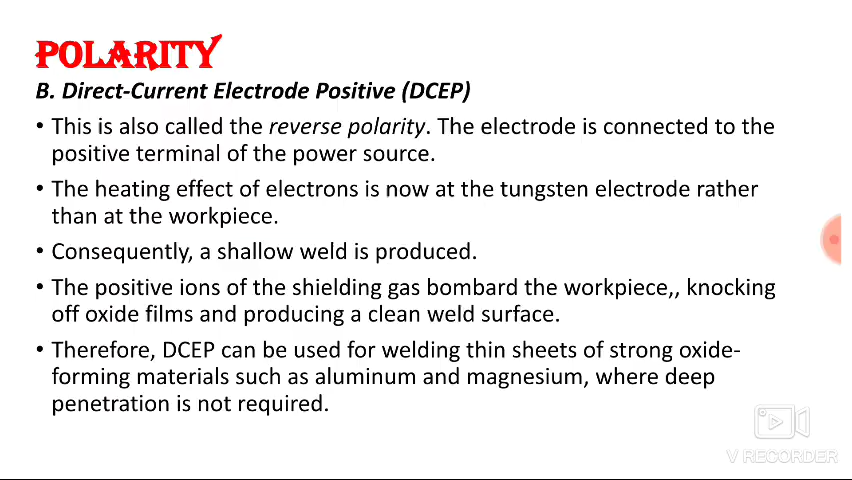 POLARITY
B. Direct-Current Electrode Positive (DCEP)
• This is also called the reverse polarity. The electrode is connected to the
positive terminal of the power source.
• The heating effect of electrons is now at the tungsten electrode rather
than at the workpiece.
• Consequently, a shallow weld is produced.
• The positive ions of the shielding gas bombard the workpiece,, knocking
off oxide films and producing a clean weld surface.
• Therefore, DCEP can be used for welding thin sheets of strong oxide-
forming materials such as aluminum and magnesium, where deep
penetration is not required.
V RECORDER